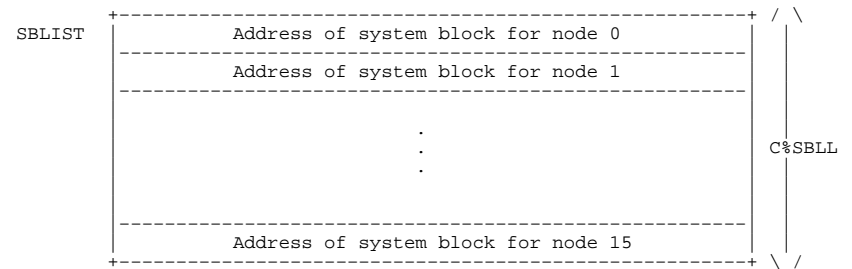 SBLIST Address of system block for node 0
Address of system block for node 1
.
.
.
C%SBLL
Address of system block for node 15